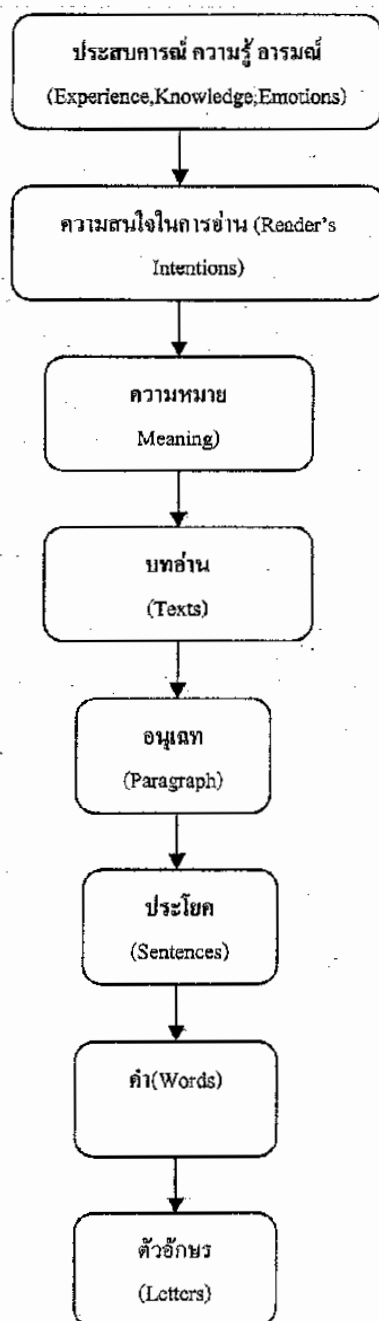 ประสบการณ์ ความรู้ อารมณ์
(Experience,Knowledge,Emotions)
ความสนใจในการอ่าน (Reader's
Intentions)
ความหมาย
Meaning)
บทอ่าน
(Texts)
อนุเฉท
(Paragraph)
ประโยค
(Sentences)
คำ(Words)
ตัวอักษร
(Letters)